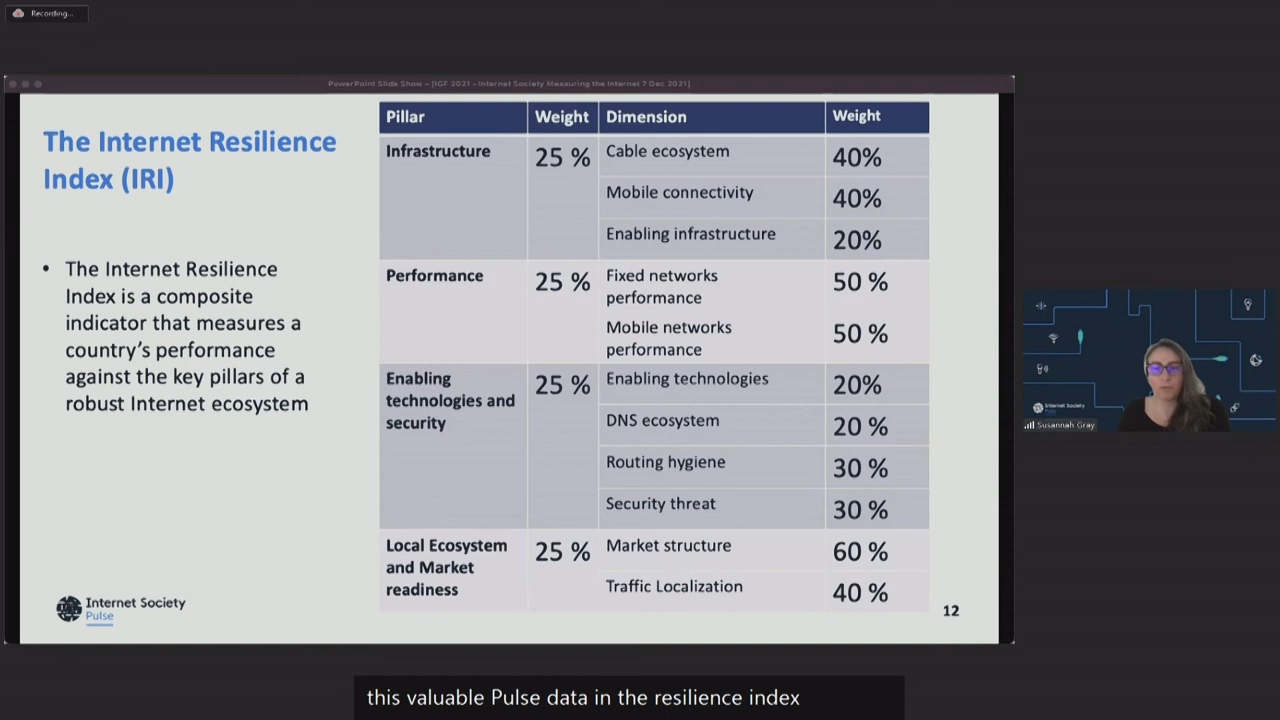 Recording...
PowerPoint Slide Show - [IGF 2021 - Internet Society Measuring the Internet 7 Dec 2021]
The Internet Resilience
Index (IRI)
• The Internet Resilience
Index is a composite
indicator that measures a
country's performance
against the key pillars of a
robust Internet ecosystem
Pillar Weight Dimension Weight
Infrastructure 25 % Cable ecosystem 40%
Mobile connectivity 40%
Enabling infrastructure 20%
Performance 25 % Fixed networks performance 50 %
Mobile networks performance 50 %
Enabling technologies and security 25 % Enabling technologies 20%
DNS ecosystem 20 %
Routing hygiene 30 %
Security threat 30 %
Local Ecosystem and Market readiness 25 % Market structure 60 %
Traffic Localization 40 %
Internet Society
Pulse
12
Internet Society
Pulse
Susannah Gray
this valuable Pulse data in the resilience index